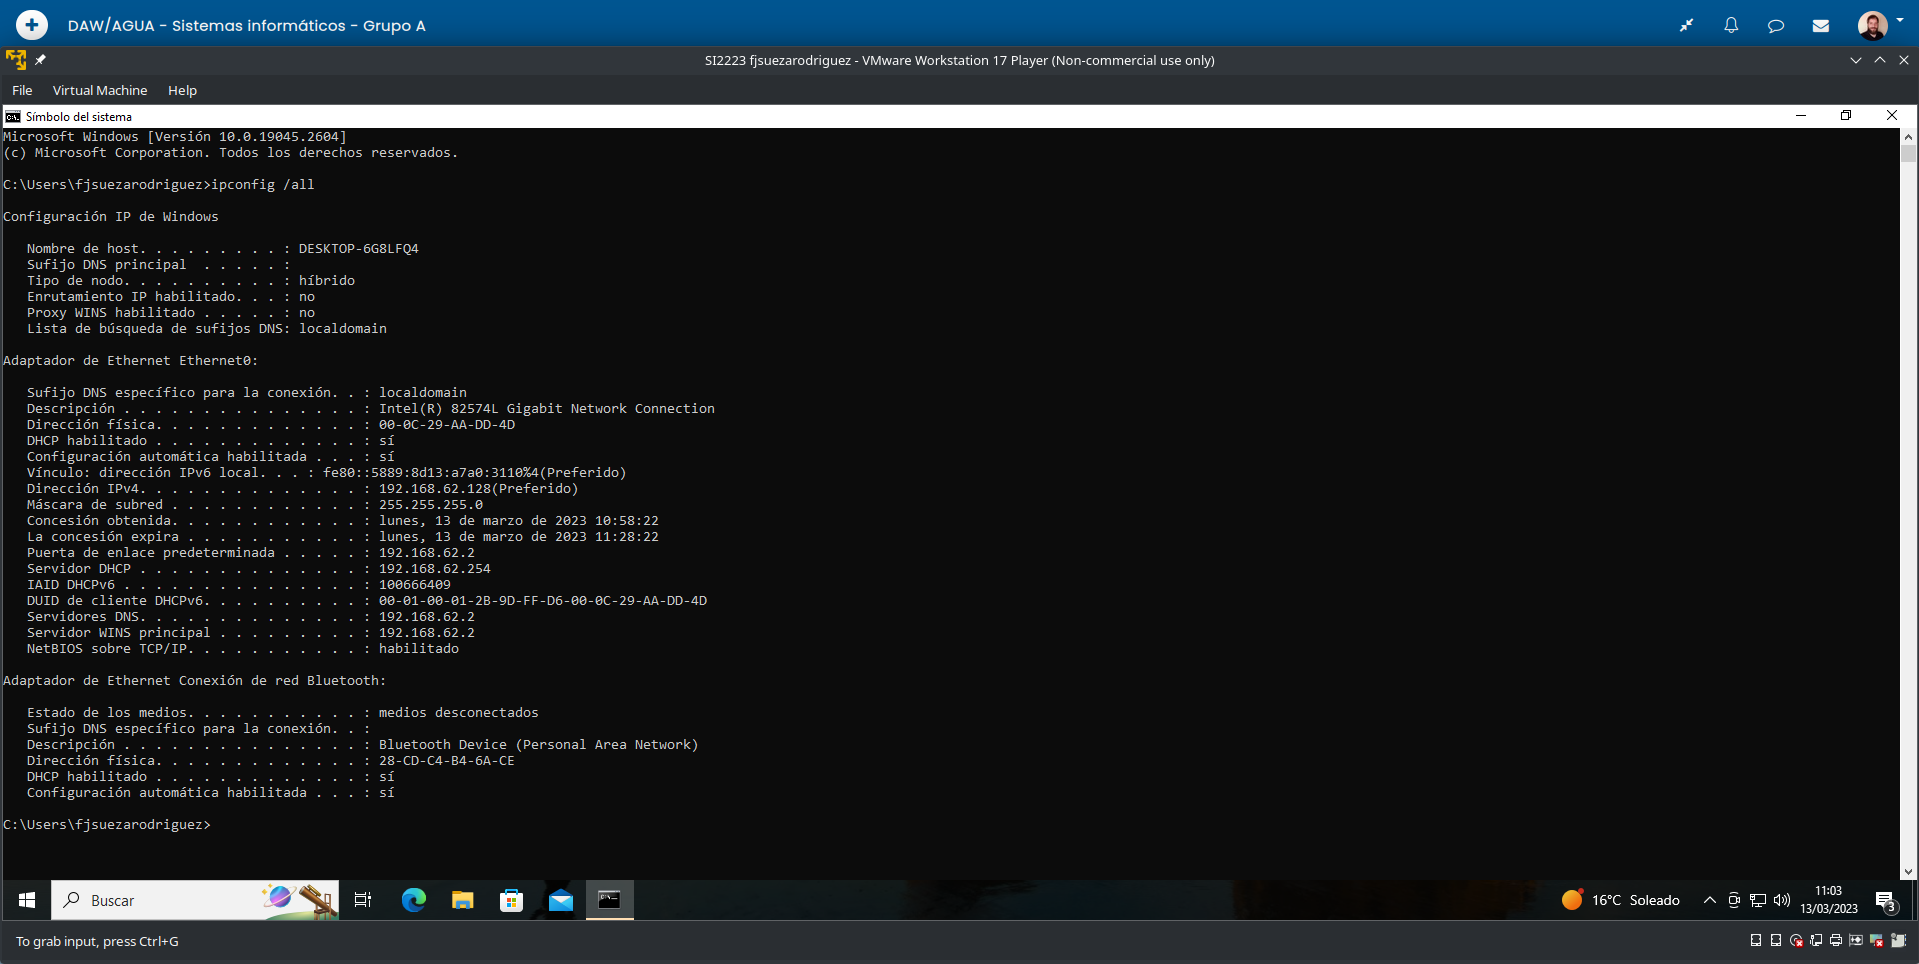 DAW/AGUA - Sistemas informáticos - Grupo A
SI2223 fjsuezarodriguez - VMware Workstation 17 Player (Non-commercial use only)
File Virtual Machine Help
Símbolo del sistema
Microsoft Windows [Versión 10.0.19045.2604]
(c) Microsoft Corporation. Todos los derechos reservados.
C:\Users\fjsuezarodriguez>ipconfig /all
Configuración IP de Windows
Nombre de host. . . . . . . . . : DESKTOP-6G8LFQ4
Sufijo DNS principal  . . . . . :
Tipo de nodo. . . . . . . . . . : híbrido
Enrutamiento IP habilitado. . . : no
Proxy WINS habilitado . . . . . : no
Lista de búsqueda de sufijos DNS: localdomain
Adaptador de Ethernet Ethernet0:
Sufijo DNS específico para la conexión. . : localdomain
Descripción . . . . . . . . . . . . . . . : Intel(R) 82574L Gigabit Network Connection
Dirección física. . . . . . . . . . . . . : 00-0C-29-AA-DD-4D
DHCP habilitado . . . . . . . . . . . . . : sí
Configuración automática habilitada . . . : sí
Vínculo: dirección IPv6 local. . . : fe80::5889:8d13:a7a0:3110%4(Preferido)
Dirección IPv4. . . . . . . . . . . . . . : 192.168.62.128(Preferido)
Máscara de subred . . . . . . . . . . . . : 255.255.255.0
Concesión obtenida. . . . . . . . . . . . : lunes, 13 de marzo de 2023 10:58:22
La concesión expira . . . . . . . . . . . : lunes, 13 de marzo de 2023 11:28:22
Puerta de enlace predeterminada . . . . . : 192.168.62.2
Servidor DHCP . . . . . . . . . . . . . . : 192.168.62.254
IAID DHCPv6 . . . . . . . . . . . . . . . : 100666409
DUID de cliente DHCPv6. . . . . . . . . . : 00-01-00-01-2B-9D-FF-D6-00-0C-29-AA-DD-4D
Servidores DNS. . . . . . . . . . . . . . : 192.168.62.2
Servidor WINS principal . . . . . . . . . : 192.168.62.2
NetBIOS sobre TCP/IP. . . . . . . . . . . : habilitado
Adaptador de Ethernet Conexión de red Bluetooth:
Estado de los medios. . . . . . . . . . . : medios desconectados
Sufijo DNS específico para la conexión. . :
Descripción . . . . . . . . . . . . . . . : Bluetooth Device (Personal Area Network)
Dirección física. . . . . . . . . . . . . : 28-CD-C4-B4-6A-CE
DHCP habilitado . . . . . . . . . . . . . : sí
Configuración automática habilitada . . . : sí
C:\Users\fjsuezarodriguez>
Buscar
16°C Soleado
11:03
13/03/2023
3
To grab input, press Ctrl+G